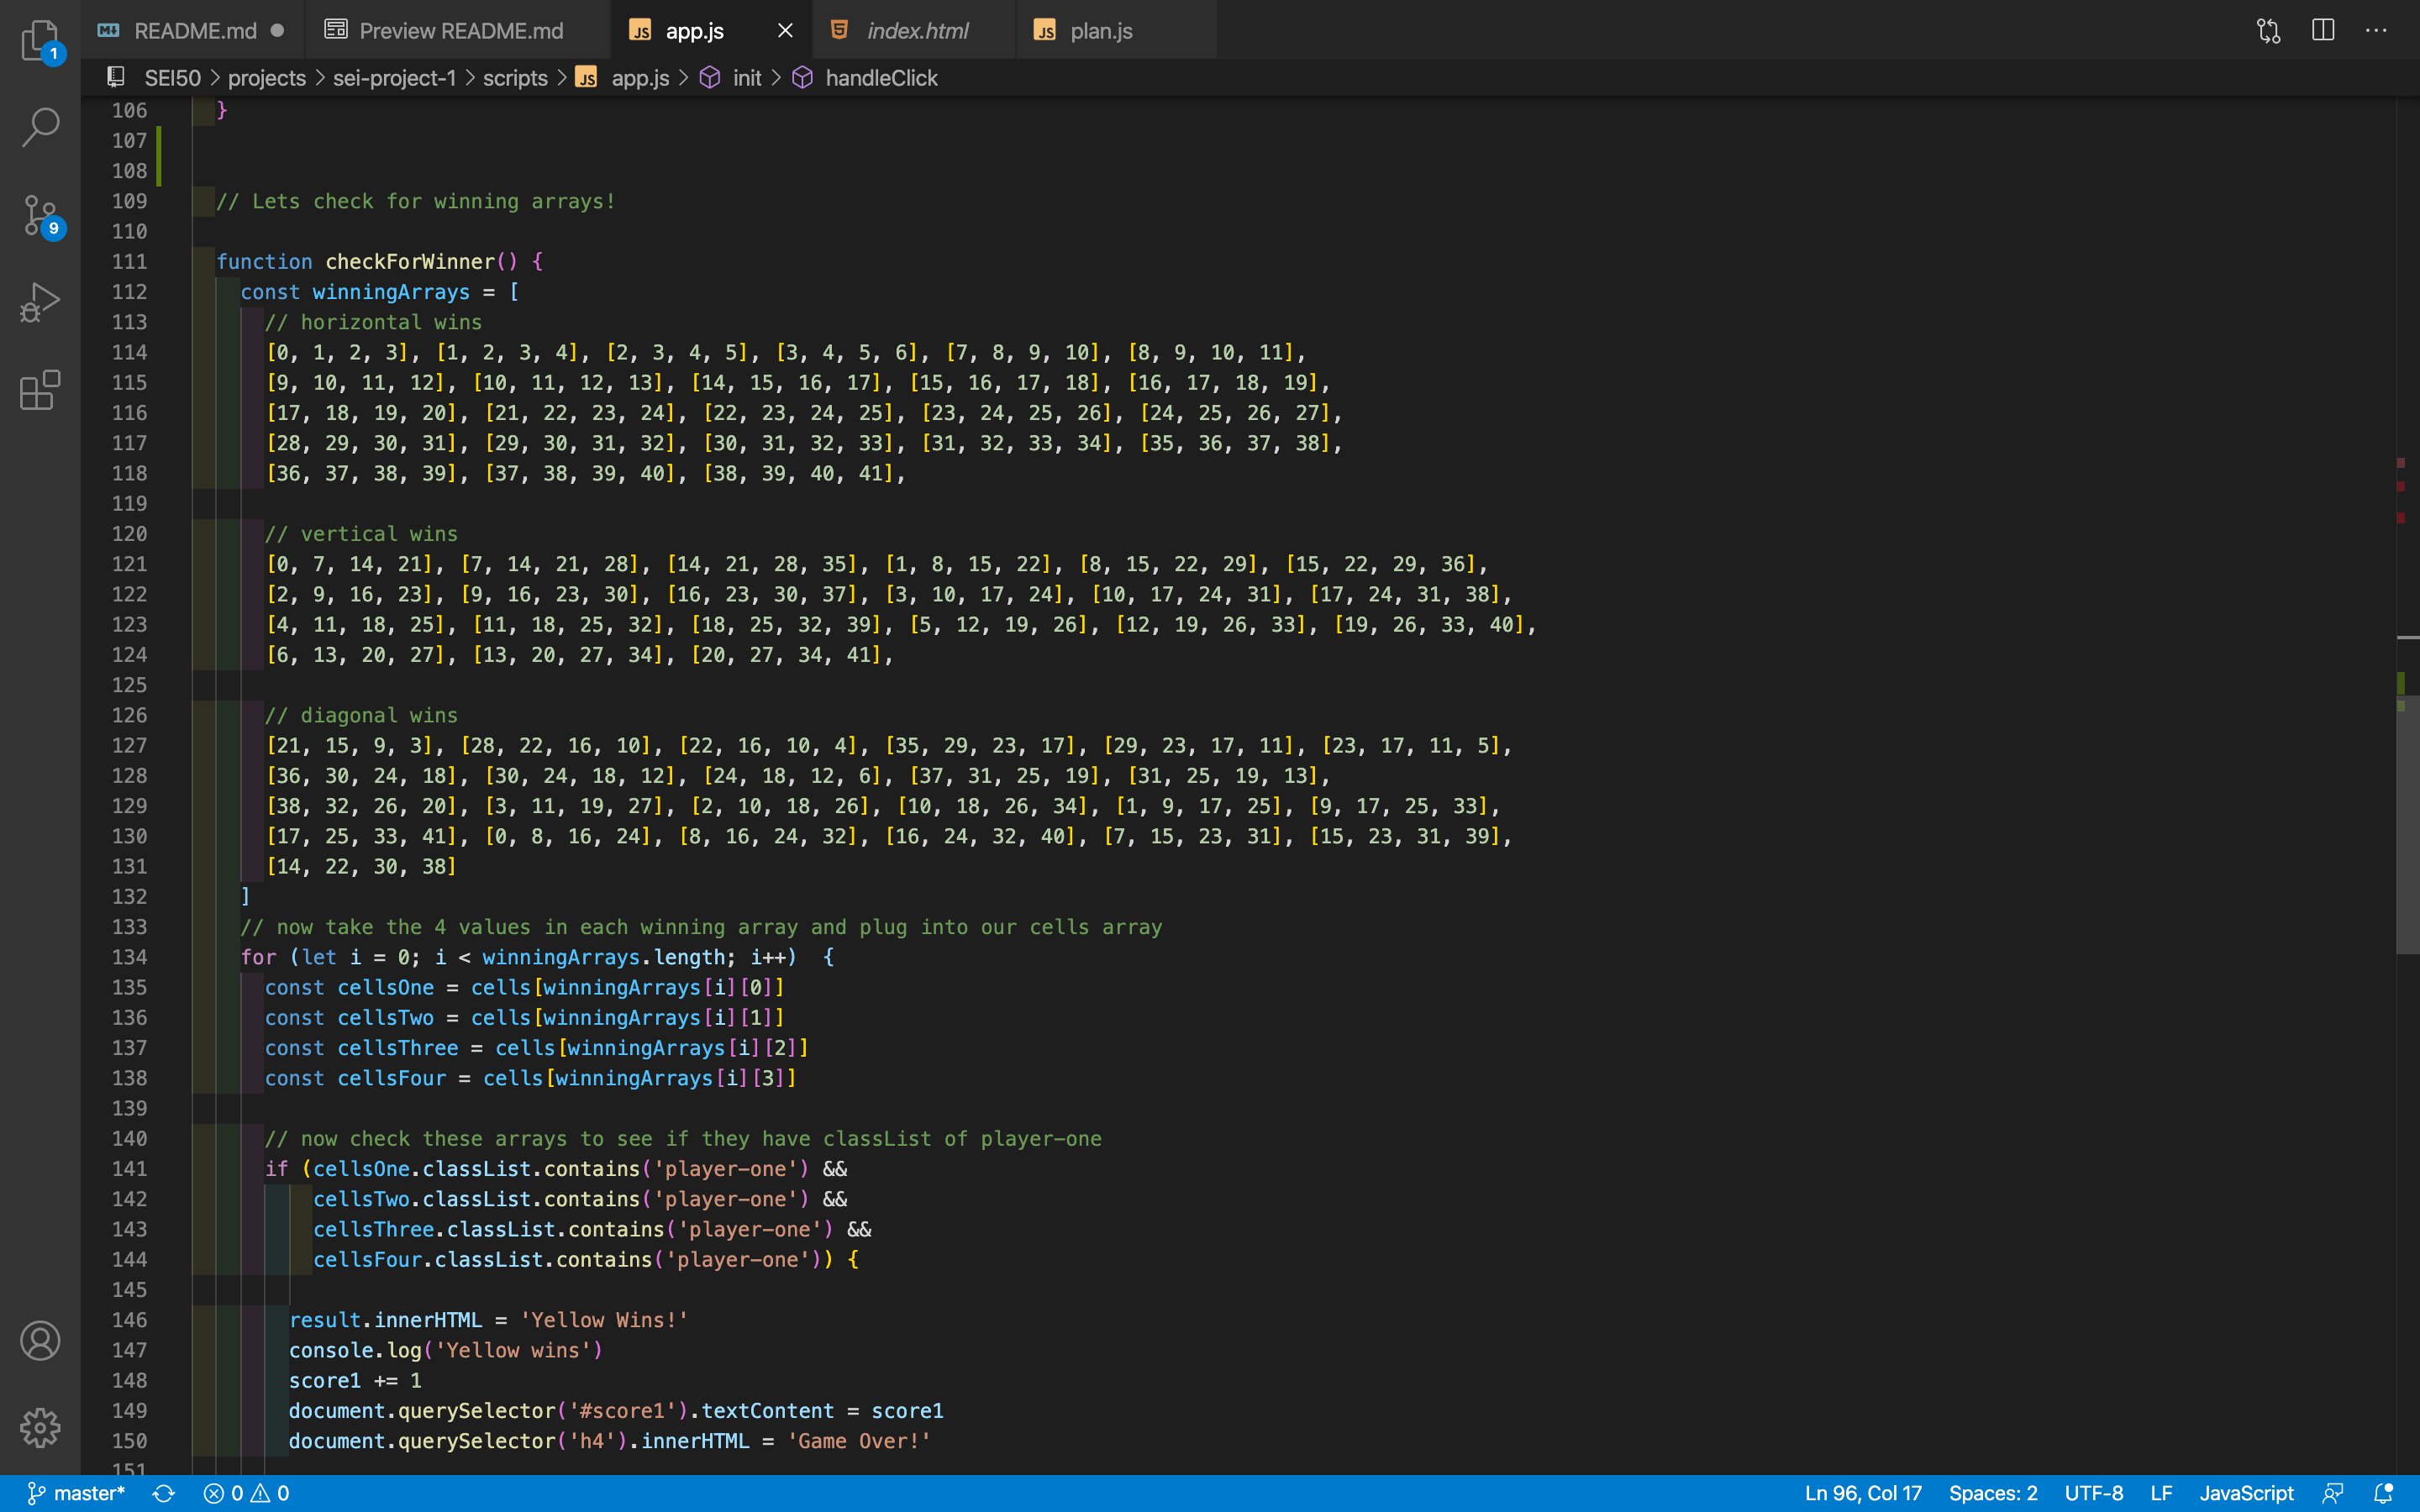 README.md Preview README.md JS app.js index.html JS plan.js
1
SEI50 > projects > sei-project-1 > scripts > JS app.js > init > handleClick
106 }
107
108
109 // Lets check for winning arrays!
110
111 function checkForWinner() {
112 const winningArrays = [
113 // horizontal wins
114 [0, 1, 2, 3], [1, 2, 3, 4], [2, 3, 4, 5], [3, 4, 5, 6], [7, 8, 9, 10], [8, 9, 10, 11],
115 [9, 10, 11, 12], [10, 11, 12, 13], [14, 15, 16, 17], [15, 16, 17, 18], [16, 17, 18, 19],
116 [17, 18, 19, 20], [21, 22, 23, 24], [22, 23, 24, 25], [23, 24, 25, 26], [24, 25, 26, 27],
117 [28, 29, 30, 31], [29, 30, 31, 32], [30, 31, 32, 33], [31, 32, 33, 34], [35, 36, 37, 38],
118 [36, 37, 38, 39], [37, 38, 39, 40], [38, 39, 40, 41],
119
120 // vertical wins
121 [0, 7, 14, 21], [7, 14, 21, 28], [14, 21, 28, 35], [1, 8, 15, 22], [8, 15, 22, 29], [15, 22, 29, 36],
122 [2, 9, 16, 23], [9, 16, 23, 30], [16, 23, 30, 37], [3, 10, 17, 24], [10, 17, 24, 31], [17, 24, 31, 38],
123 [4, 11, 18, 25], [11, 18, 25, 32], [18, 25, 32, 39], [5, 12, 19, 26], [12, 19, 26, 33], [19, 26, 33, 40],
124 [6, 13, 20, 27], [13, 20, 27, 34], [20, 27, 34, 41],
125
126 // diagonal wins
127 [21, 15, 9, 3], [28, 22, 16, 10], [22, 16, 10, 4], [35, 29, 23, 17], [29, 23, 17, 11], [23, 17, 11, 5],
128 [36, 30, 24, 18], [30, 24, 18, 12], [24, 18, 12, 6], [37, 31, 25, 19], [31, 25, 19, 13],
129 [38, 32, 26, 20], [3, 11, 19, 27], [2, 10, 18, 26], [10, 18, 26, 34], [1, 9, 17, 25], [9, 17, 25, 33],
130 [17, 25, 33, 41], [0, 8, 16, 24], [8, 16, 24, 32], [16, 24, 32, 40], [7, 15, 23, 31], [15, 23, 31, 39],
131 [14, 22, 30, 38]
132 ]
133 // now take the 4 values in each winning array and plug into our cells array
134 for (let i = 0; i < winningArrays.length; i++)  {
135 const cellsOne = cells[winningArrays[i][0]]
136 const cellsTwo = cells[winningArrays[i][1]]
137 const cellsThree = cells[winningArrays[i][2]]
138 const cellsFour = cells[winningArrays[i][3]]
139
140 // now check these arrays to see if they have classList of player-one
141 if (cellsOne.classList.contains('player-one') &&
142 cellsTwo.classList.contains('player-one') &&
143 cellsThree.classList.contains('player-one') &&
144 cellsFour.classList.contains('player-one')) {
145
146 result.innerHTML = 'Yellow Wins!'
147 console.log('Yellow wins')
148 score1 += 1
149 document.querySelector('#score1').textContent = score1
150 document.querySelector('h4').innerHTML = 'Game Over!'
151
9
master* 0 0 Ln 96, Col 17 Spaces: 2 UTF-8 LF JavaScript